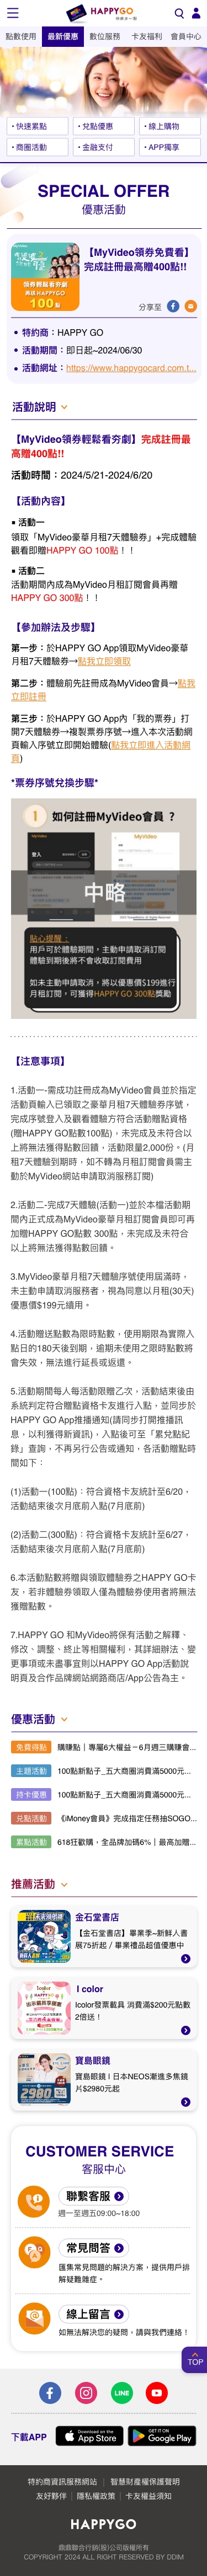 HAPPYGO
點數使用 最新優惠 數位服務 卡友福利 會員中心
• 快速累點 • 兌點優惠 • 線上購物
• 商圈活動 • 金融支付 • APP獨享
SPECIAL OFFER
優惠活動
【MyVideo領券免費看】
完成註冊最高贈400點!!
100點
分享至
• 特約商：HAPPY GO
• 活動期間：即日起~2024/06/30
• 活動網址：https://www.happygocard.com.t...
活動說明
【MyVideo領券輕鬆看夯劇】完成註冊最
高贈400點!!
活動時間：2024/5/21-2024/6/20
【活動內容】
■ 活動一
領取「MyVideo豪華月租7天體驗券」+完成體驗
觀看即贈HAPPY GO 100點！！
■ 活動二
活動期間內成為MyVideo月租訂閱會員再贈
HAPPY GO 300點！！
【參加辦法及步驟】
第一步：於HAPPY GO App領取MyVideo豪華
月租7天體驗券→點我立即領取
第二步：體驗前先註冊成為MyVideo會員→點我
立即註冊
第三步：於HAPPY GO App內「我的票券」打
開7天體驗券→複製票券序號→進入本次活動網
頁輸入序號立即開始體驗(點我立即進入活動網
頁)
*票券序號兌換步驟*
1 如何註冊MyVideo會員？
MyVideo
登入
中略
貼心提醒：
用戶可於體驗期間，主動申請取消訂閱
體驗到期後將不會收取訂閱費用
如未主動申請取消，將以優惠價$199進行
月租訂閱，可獲得HAPPY GO 300點獎勵
【注意事項】
1.活動一-需成功註冊成為MyVideo會員並於指定
活動頁輸入已領取之豪華月租7天體驗券序號，
完成序號登入及觀看體驗方符合活動贈點資格
(贈HAPPY GO點數100點)，未完成及未符合以
上將無法獲得點數回饋，活動限量2,000份。(月
租7天體驗到期時，如不轉為月租訂閱會員需主
動於MyVideo網站申請取消服務訂閱)
2.活動二-完成7天體驗(活動一)並於本檔活動期
間內正式成為MyVideo豪華月租訂閱會員即可再
贈HAPPY GO點數 300點，未完成及未符合
以上將無法獲得點數回饋。
3.MyVideo豪華月租7天體驗序號使用屆滿時，
未主動申請取消服務者，視為同意以月租(30天)
優惠價$199元續用。
4.活動贈送點數為限時點數，使用期限為實際入
點日的180天後到期，逾期未使用之限時點數將
會失效，無法進行延長或返還。
5.活動期間每人每活動限贈乙次，活動結束後由
系統判定符合贈點資格卡友進行入點，並同步於
HAPPY GO App推播通知(請同步打開推播訊
息，以利獲得新資訊)，入點後可至「累兌點紀
錄」查詢，不再另行公告或通知，各活動贈點時
間如下：
(1)活動一(100點)：符合資格卡友統計至6/20，
活動結束後次月底前入點(7月底前)
(2)活動二(300點)：符合資格卡友統計至6/27，
活動結束後次月底前入點(7月底前)
6.本活動點數將贈與領取體驗券之HAPPY GO卡
友，若非體驗券領取人僅為體驗券使用者將無法
獲贈點數。
7.HAPPY GO 和MyVideo將保有活動之解釋、
修改、調整、終止等相關權利，其詳細辦法、變
更事項或未盡事宜則以HAPPY GO App活動說
明頁及合作品牌網站網路商店/App公告為主。
優惠活動
免費得點 購賺點｜專屬6大權益－6月週三購賺會...
主題活動 100點新點子_五大商圈消費滿5000元...
持卡優惠 100點新點子_五大商圈消費滿5000元...
兌點活動 《iMoney會員》完成指定任務抽SOGO...
累點活動 618狂歡購，全品牌加碼6%｜最高加贈...
推薦活動
金石堂書店
【金石堂書店】畢業季~新鮮人書
展75折起 / 畢業禮品超值優惠中
I color
Icolor發票載具 消費滿$200元點數
2倍送！
寶島眼鏡
寶島眼鏡 I 日本NEOS漸進多焦鏡
片$2980元起
CUSTOMER SERVICE
客服中心
聯繫客服
週一至週五09:00~18:00
常見問答
匯集常見問題的解決方案，提供用戶排
解疑難雜症。
線上留言
如無法解決您的疑問，請與我們連絡！
TOP
LINE
下載APP Download on the App Store GET IT ON Google Play
特約商資訊服務網站 ｜ 智慧財產權保護聲明
友好夥伴 ｜ 隱私權政策 ｜ 卡友權益須知
HAPPYGO
鼎鼎聯合行銷(股)公司版權所有
COPYRIGHT 2024 ALL RIGHT RESERVED BY DDIM